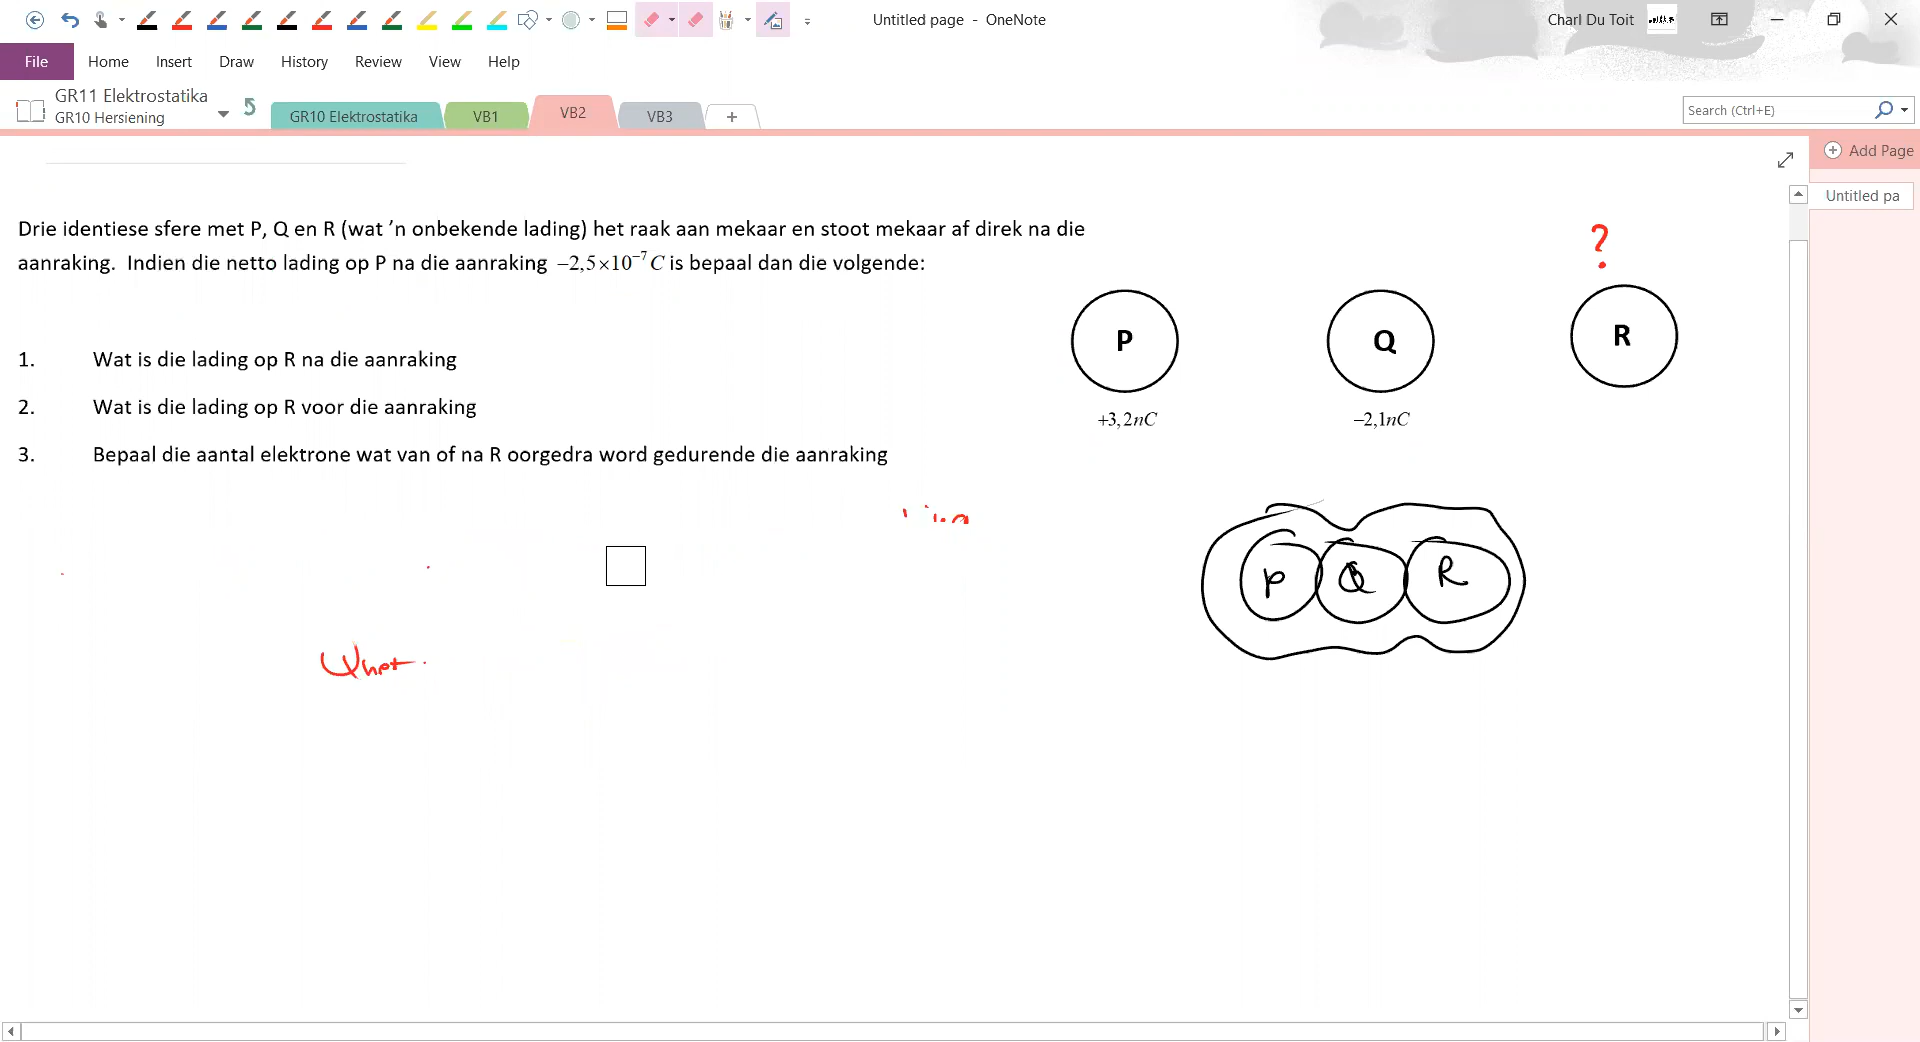 Untitled page - OneNote
Charl Du Toit
File Home Insert Draw History Review View Help
GR11 Elektrostatika
GR10 Hersiening
GR10 Elektrostatika VB1 VB2 VB3 +
Search (Ctrl+E)
Add Page
Untitled pa
Drie identiese sfere met P, Q en R (wat ’n onbekende lading) het raak aan mekaar en stoot mekaar af direk na die
aanraking. Indien die netto lading op P na die aanraking −2,5×10⁻⁷ C is bepaal dan die volgende:
?
P Q R
+3,2nC −2,1nC
1. Wat is die lading op R na die aanraking
2. Wat is die lading op R voor die aanraking
3. Bepaal die aantal elektrone wat van of na R oorgedra word gedurende die aanraking
P Q R